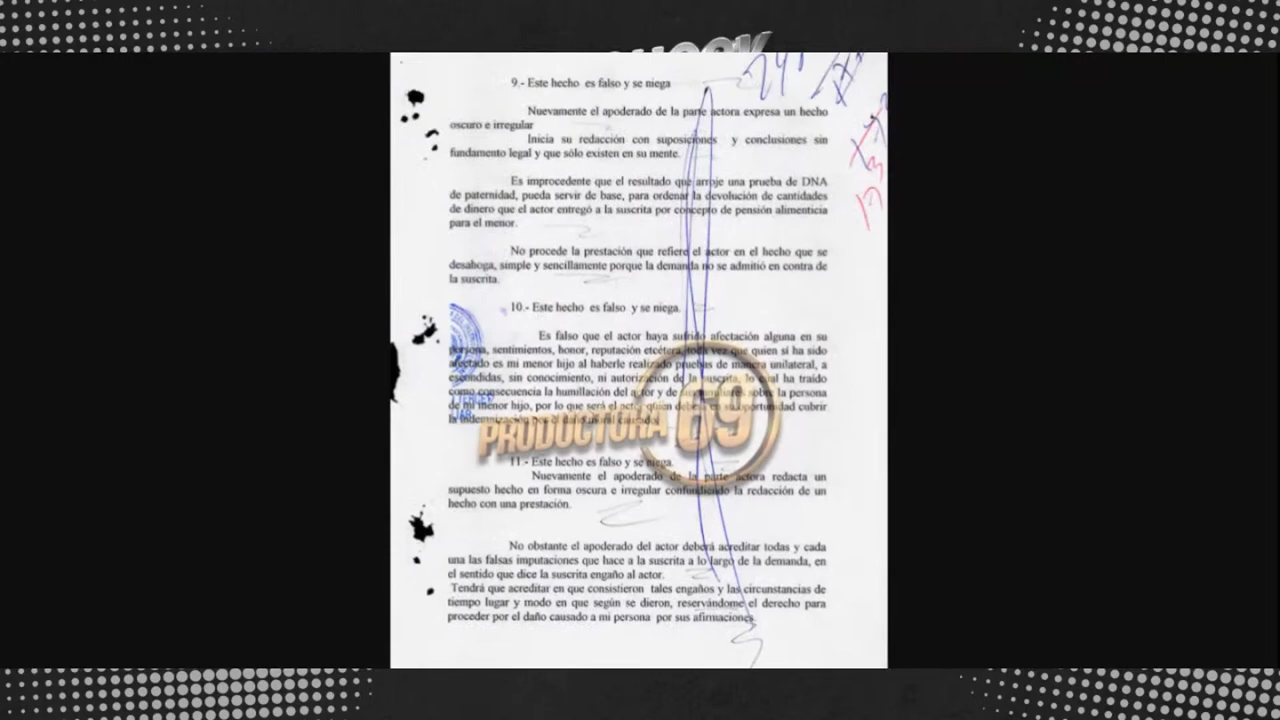 9.- Este hecho es falso y se niega
Nuevamente el apoderado de la parte actora expresa un hecho
oscuro e irregular
Inicia su redacción con suposiciones y conclusiones sin
fundamento legal y que sólo existen en su mente.
Es improcedente que el resultado que arroje una prueba de DNA
de paternidad, pueda servir de base, para ordenar la devolución de cantidades
de dinero que el actor entregó a la suscrita por concepto de pensión alimenticia
para el menor.
No procede la prestación que refiere el actor en el hecho que se
desahoga, simple y sencillamente porque la demanda no se admitió en contra de
la suscrita.
10.- Este hecho es falso y se niega.
Es falso que el actor haya sufrido afectación alguna en su
persona, sentimientos, honor, reputación etcétera, toda vez que quien sí ha sido
afectado es mi menor hijo al haberle realizado pruebas de manera unilateral, a
escondidas, sin conocimiento, ni autorización de la suscrita, lo cual ha traído
como consecuencia la humillación del actor y de sobre la persona
de mi menor hijo, por lo que será el actor quien deberá en su oportunidad cubrir
la indemnización por el daño moral causado.
PRODUCTORA 69
11.- Este hecho es falso y se niega.
Nuevamente el apoderado de la parte actora redacta un
supuesto hecho en forma oscura e irregular confundiendo la redacción de un
hecho con una prestación.
No obstante el apoderado del actor deberá acreditar todas y cada
una las falsas imputaciones que hace a la suscrita a lo largo de la demanda, en
el sentido que dice la suscrita engaño al actor.
Tendrá que acreditar en que consistieron tales engaños y las circunstancias de
tiempo lugar y modo en que según se dieron, reservándome el derecho para
proceder por el daño causado a mi persona por sus afirmaciones.